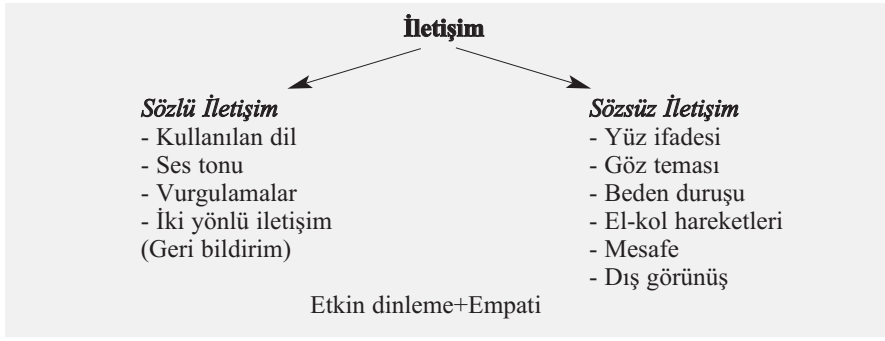 İletişim
Sözlü İletişim
- Kullanılan dil
- Ses tonu
- Vurgulamalar
- İki yönlü iletişim
(Geri bildirim)
Sözsüz İletişim
- Yüz ifadesi
- Göz teması
- Beden duruşu
- El-kol hareketleri
- Mesafe
- Dış görünüş
Etkin dinleme+Empati